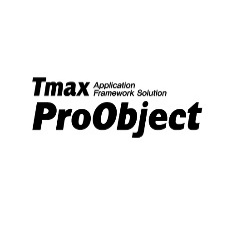 Tmax Application
Framework Solution
ProObject